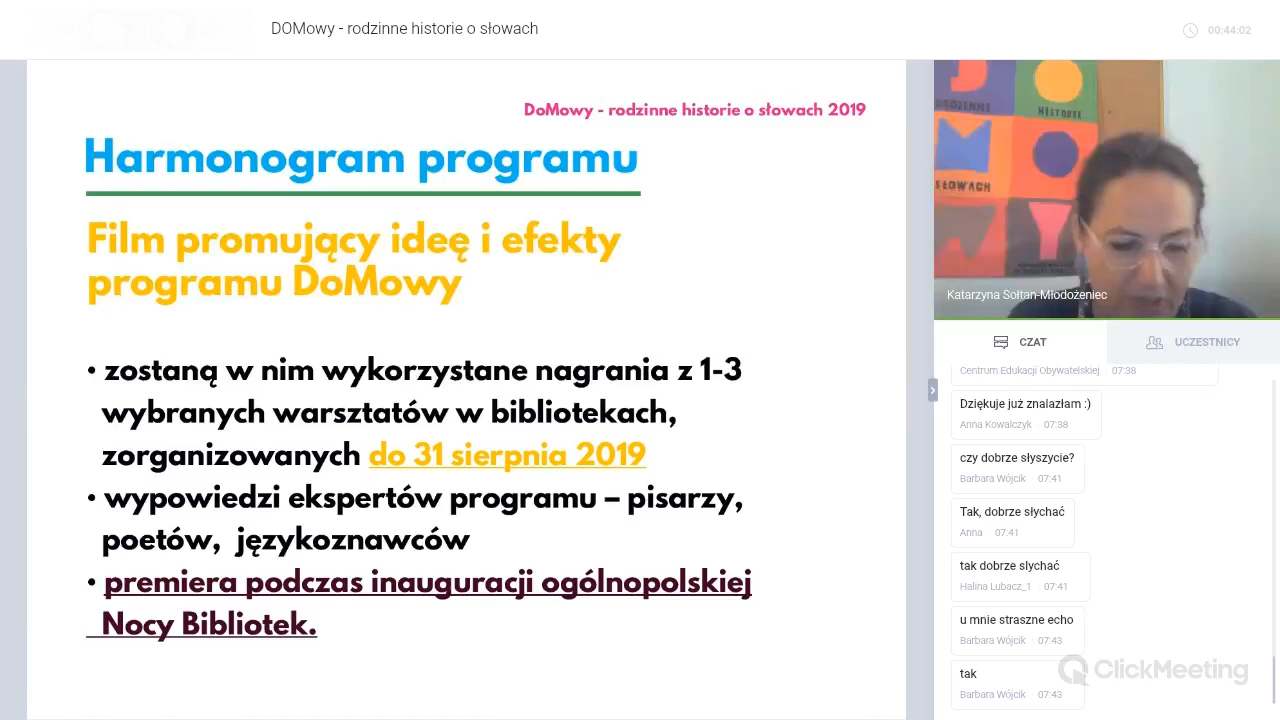 DOMowy - rodzinne historie o słowach
00:44:02
DoMowy - rodzinne historie o słowach 2019
Harmonogram programu
Film promujący ideę i efekty
programu DoMowy
• zostaną w nim wykorzystane nagrania z 1-3
wybranych warsztatów w bibliotekach,
zorganizowanych do 31 sierpnia 2019
• wypowiedzi ekspertów programu – pisarzy,
poetów, językoznawców
• premiera podczas inauguracji ogólnopolskiej
Nocy Bibliotek.
HISTORIE
SŁOWACH
Katarzyna Sołtan-Młodożeniec
CZAT
UCZESTNICY
Centrum Edukacji Obywatelskiej 07:38
Dziękuje już znalazłam :)
Anna Kowalczyk 07:38
czy dobrze słyszycie?
Barbara Wójcik 07:41
Tak, dobrze słychać
Anna 07:41
tak dobrze slychać
Halina Lubacz_1 07:41
u mnie straszne echo
Barbara Wójcik 07:43
tak
Barbara Wójcik 07:43
ClickMeeting